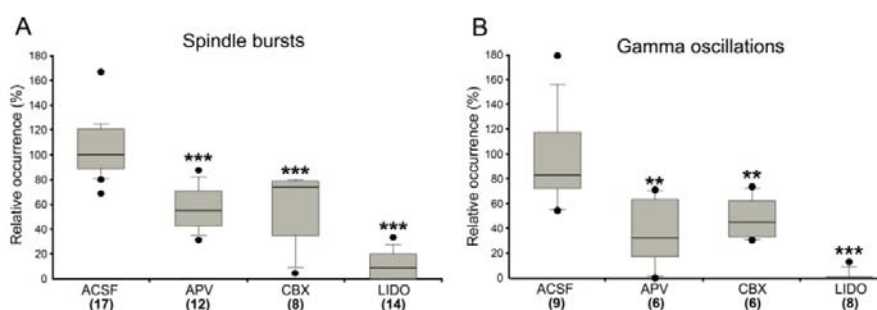 A
Spindle bursts
Relative occurrence (%)
180
160
140
120
100
80
60
40
20
0
***
***
***
ACSF
APV
CBX
LIDO
(17)
(12)
(8)
(14)
B
Gamma oscillations
Relative occurrence (%)
180
160
140
120
100
80
60
40
20
0
**
**
***
ACSF
APV
CBX
LIDO
(9)
(6)
(6)
(8)